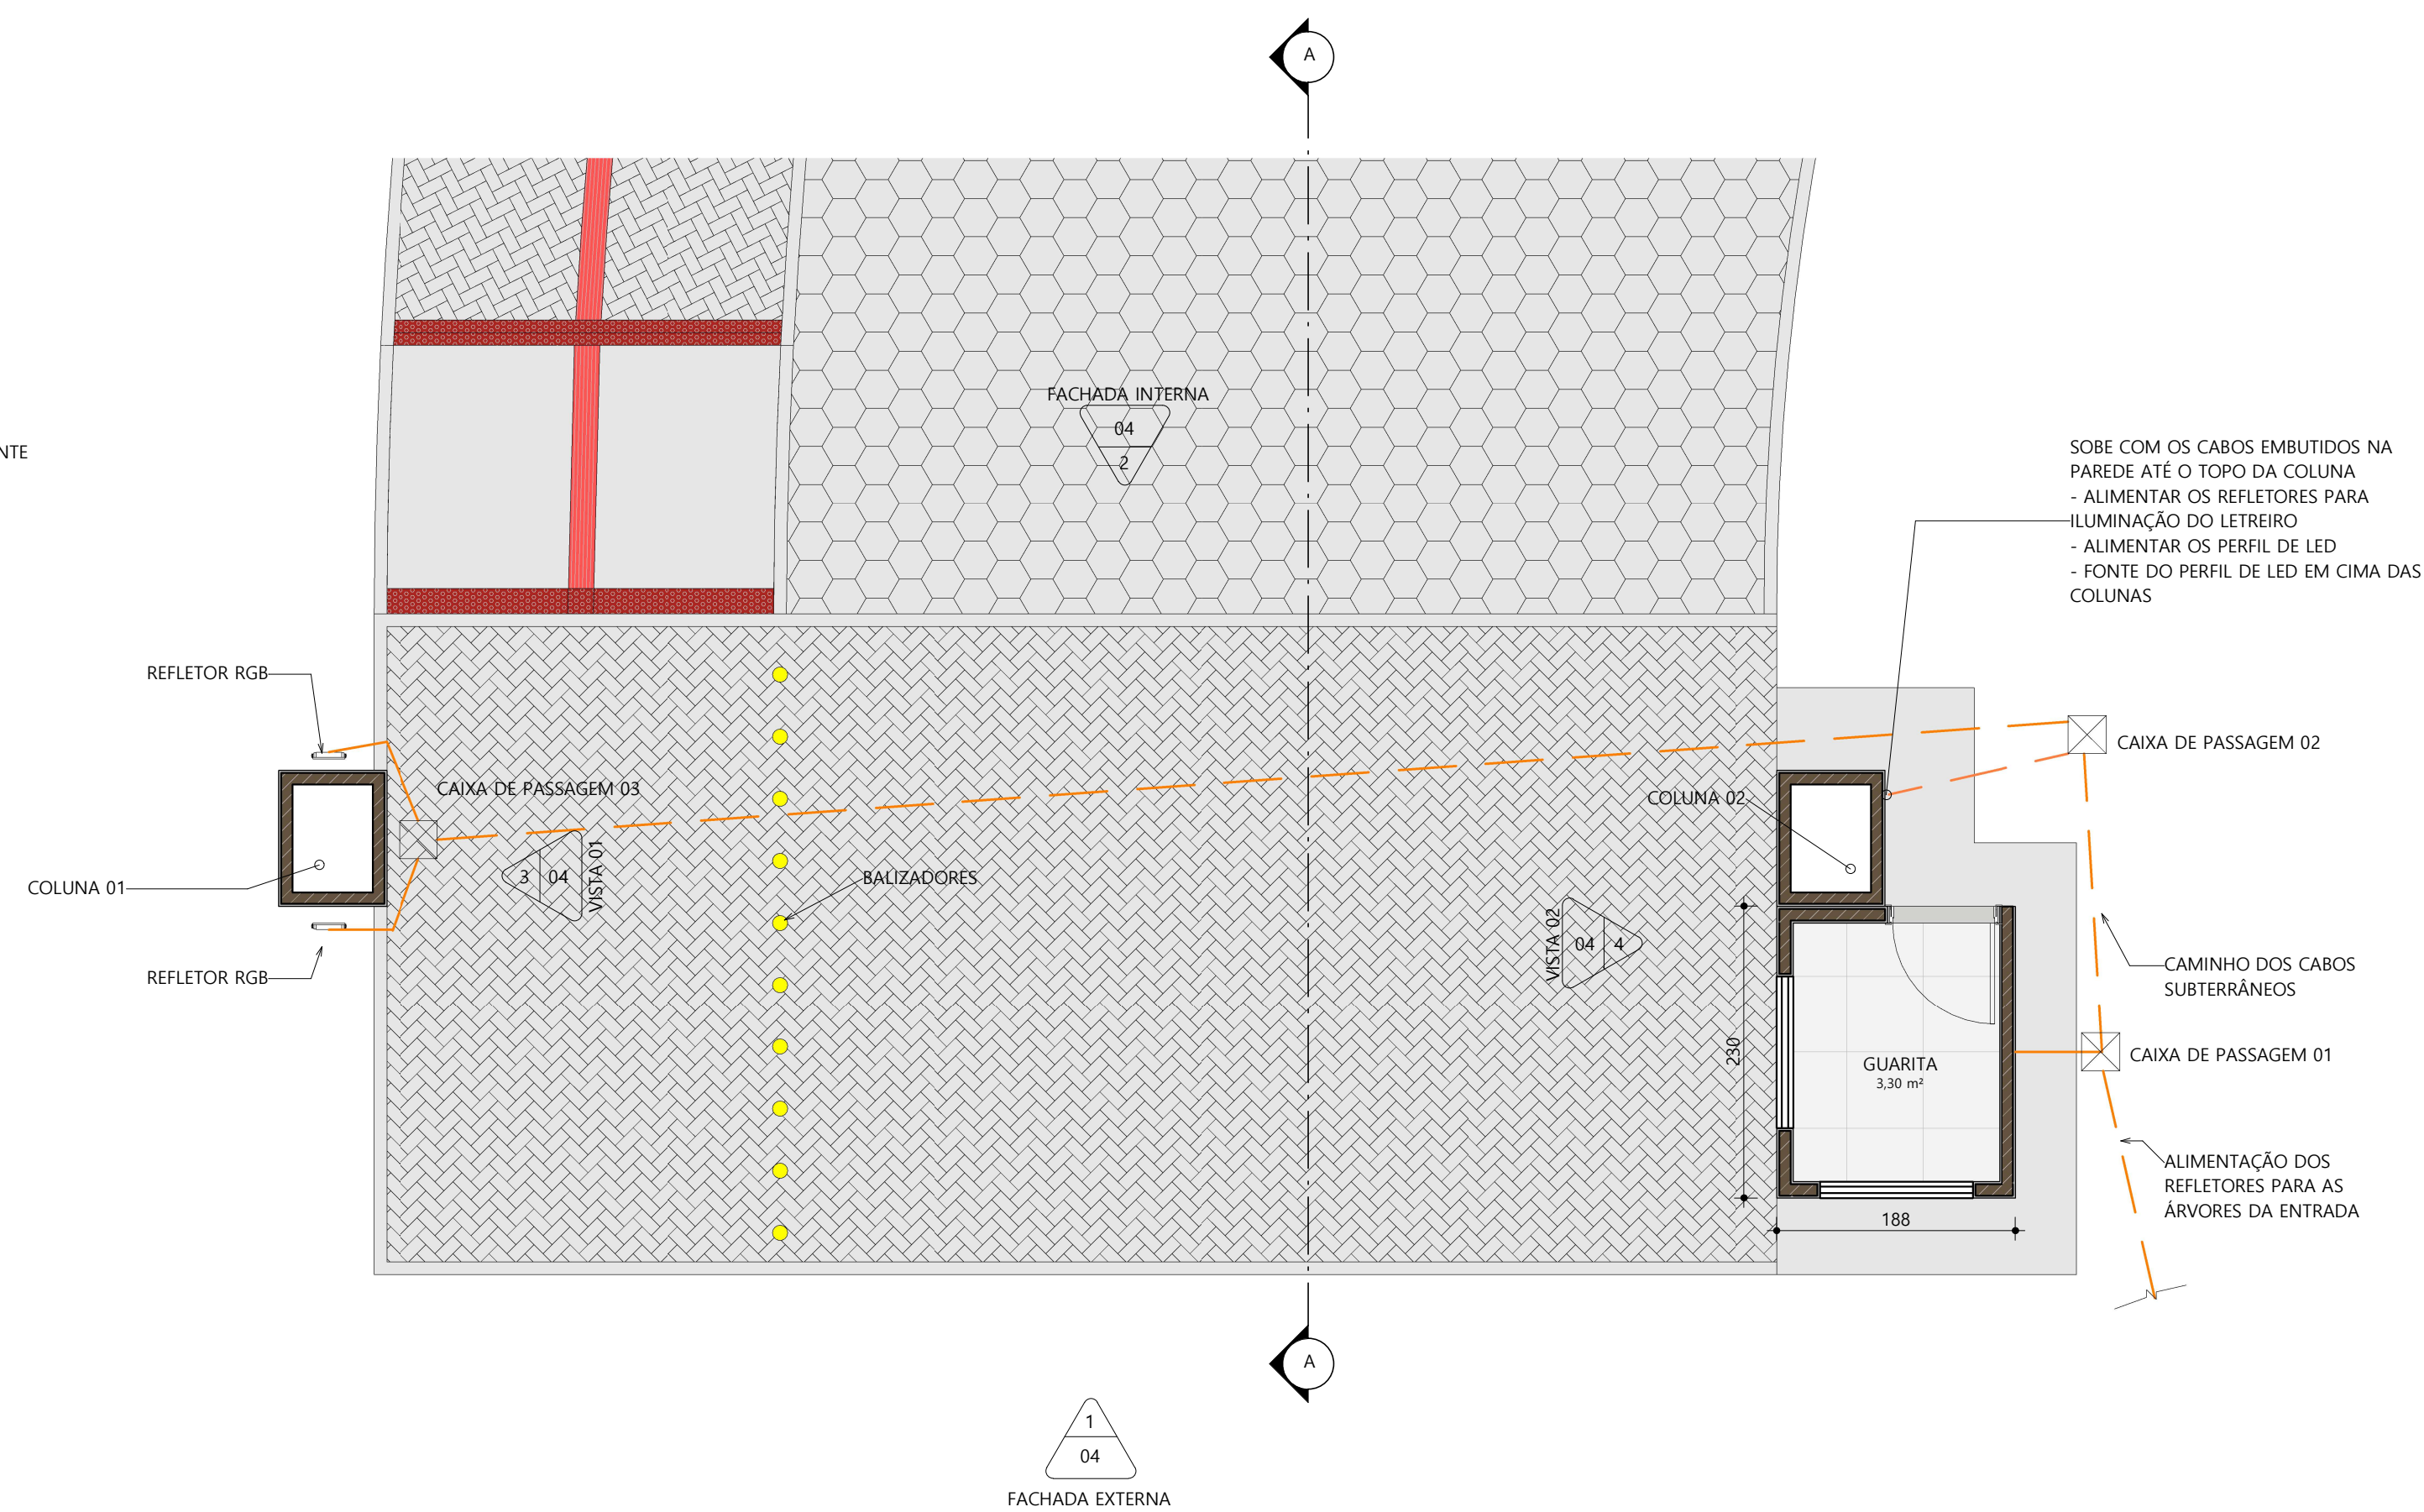 A
FACHADA INTERNA
04
2
NTE
SOBE COM OS CABOS EMBUTIDOS NA
PAREDE ATÉ O TOPO DA COLUNA
- ALIMENTAR OS REFLETORES PARA
ILUMINAÇÃO DO LETREIRO
- ALIMENTAR OS PERFIL DE LED
- FONTE DO PERFIL DE LED EM CIMA DAS
COLUNAS
REFLETOR RGB
CAIXA DE PASSAGEM 02
CAIXA DE PASSAGEM 03
COLUNA 02
3
04
VISTA 01
BALIZADORES
COLUNA 01
VISTA 02
04
4
REFLETOR RGB
CAMINHO DOS CABOS
SUBTERRÂNEOS
230
CAIXA DE PASSAGEM 01
GUARITA
3,30 m²
ALIMENTAÇÃO DOS
REFLETORES PARA AS
ÁRVORES DA ENTRADA
188
A
1
04
FACHADA EXTERNA